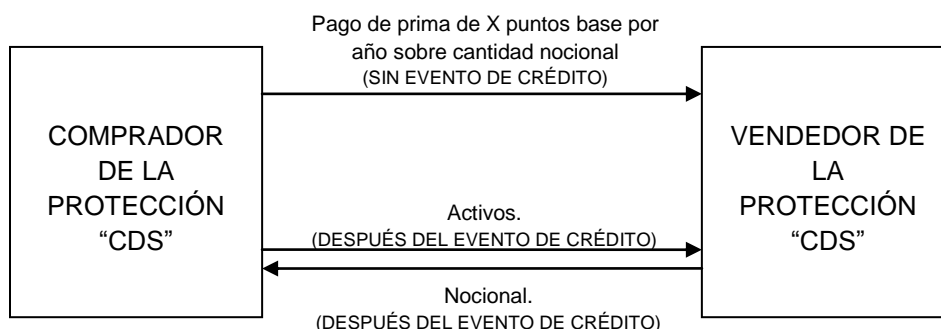 Pago de prima de X puntos base por
año sobre cantidad nocional
(SIN EVENTO DE CRÉDITO)
COMPRADOR
DE LA
PROTECCIÓN
“CDS”
VENDEDOR DE
LA
PROTECCIÓN
“CDS”
Activos.
(DESPUÉS DEL EVENTO DE CRÉDITO)
Nocional.
(DESPUÉS DEL EVENTO DE CRÉDITO)